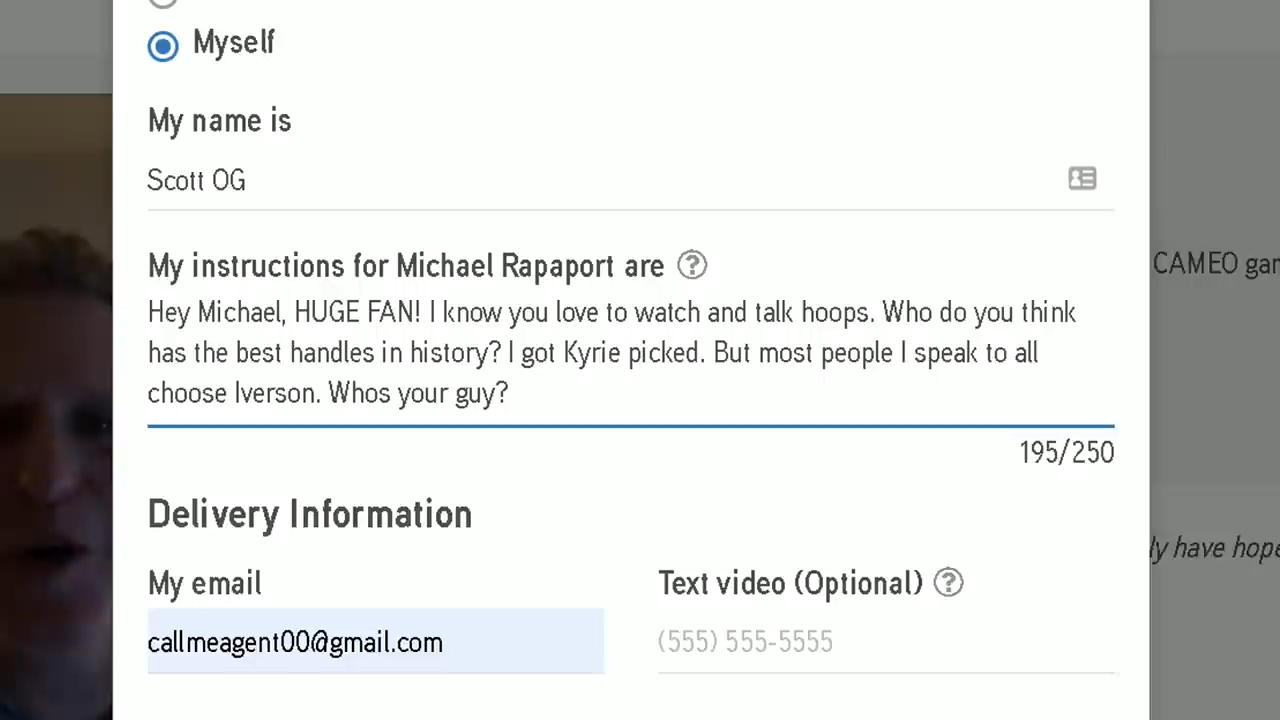 Myself
My name is
Scott OG
My instructions for Michael Rapaport are ?
CAMEO
Hey Michael, HUGE FAN! I know you love to watch and talk hoops. Who do you think
has the best handles in history? I got Kyrie picked. But most people I speak to all
choose Iverson. Whos your guy?
195/250
Delivery Information
have
My email
Text video (Optional) ?
callmeagent00@gmail.com
(555) 555-5555